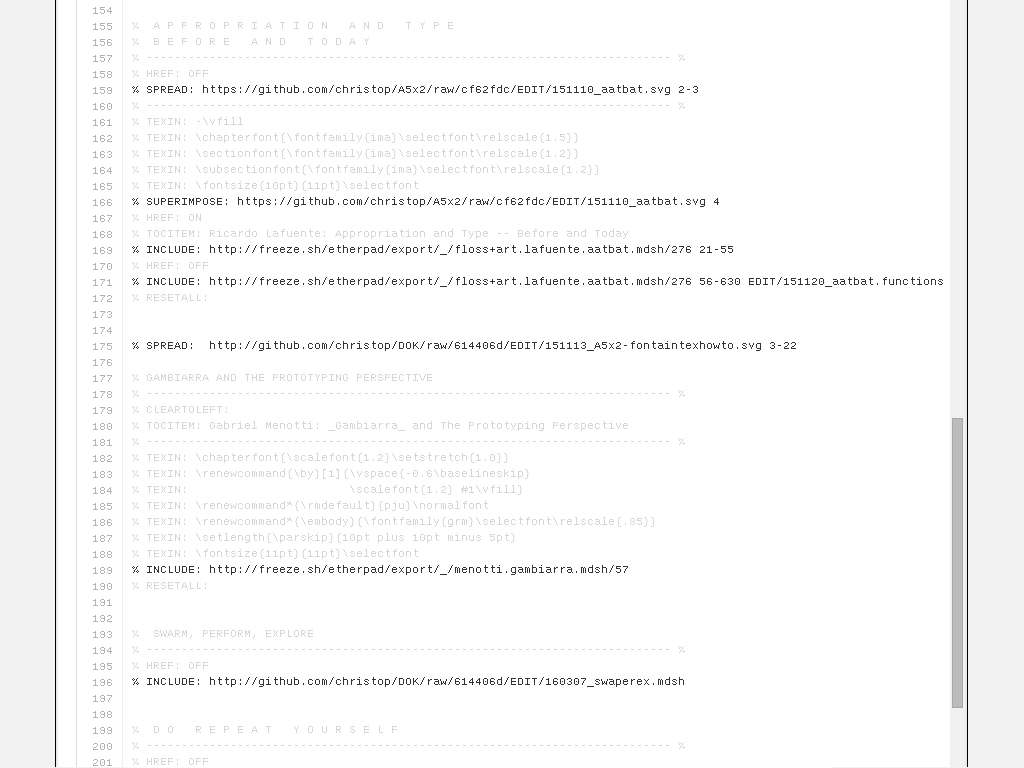 154
155 %  A P P R O P R I A T I O N   A N D   T Y P E
156 %  B E F O R E   A N D   T O D A Y
157 % --------------------------------------------------------------------------- %
158 % HREF: OFF
159 % SPREAD: https://github.com/christop/A5x2/raw/cf62fdc/EDIT/151110_aatbat.svg 2-3
160 % --------------------------------------------------------------------------- %
161 % TEXIN: ~\vfill
162 % TEXIN: \chapterfont{\fontfamily{ima}\selectfont\relscale{1.5}}
163 % TEXIN: \sectionfont{\fontfamily{ima}\selectfont\relscale{1.2}}
164 % TEXIN: \subsectionfont{\fontfamily{ima}\selectfont\relscale{1.2}}
165 % TEXIN: \fontsize{10pt}{11pt}\selectfont
166 % SUPERIMPOSE: https://github.com/christop/A5x2/raw/cf62fdc/EDIT/151110_aatbat.svg 4
167 % HREF: ON
168 % TOCITEM: Ricardo Lafuente: Appropriation and Type -- Before and Today
169 % INCLUDE: http://freeze.sh/etherpad/export/_/floss+art.lafuente.aatbat.mdsh/276 21-55
170 % HREF: OFF
171 % INCLUDE: http://freeze.sh/etherpad/export/_/floss+art.lafuente.aatbat.mdsh/276 56-630 EDIT/151120_aatbat.functions
172 % RESETALL:
173
174
175 % SPREAD:  http://github.com/christop/DOK/raw/614406d/EDIT/151113_A5x2-fontaintexhowto.svg 3-22
176
177 % GAMBIARRA AND THE PROTOTYPING PERSPECTIVE
178 % --------------------------------------------------------------------------- %
179 % CLEARTOLEFT:
180 % TOCITEM: Gabriel Menotti: _Gambiarra_ and The Prototyping Perspective
181 % --------------------------------------------------------------------------- %
182 % TEXIN: \chapterfont{\scalefont{1.2}\setstretch{1.0}}
183 % TEXIN: \renewcommand{\by}[1]{\vspace{-0.6\baselineskip}
184 % TEXIN:                       \scalefont{1.2} #1\vfill}
185 % TEXIN: \renewcommand*{\rmdefault}{pju}\normalfont
186 % TEXIN: \renewcommand*{\embody}{\fontfamily{grm}\selectfont\relscale{.85}}
187 % TEXIN: \setlength{\parskip}{10pt plus 10pt minus 5pt}
188 % TEXIN: \fontsize{11pt}{11pt}\selectfont
189 % INCLUDE: http://freeze.sh/etherpad/export/_/menotti.gambiarra.mdsh/57
190 % RESETALL:
191
192
193 %  SWARM, PERFORM, EXPLORE
194 % --------------------------------------------------------------------------- %
195 % HREF: OFF
196 % INCLUDE: http://github.com/christop/DOK/raw/614406d/EDIT/160307_swaperex.mdsh
197
198
199 %  D O   R E P E A T   Y O U R S E L F
200 % --------------------------------------------------------------------------- %
201 % HREF: OFF